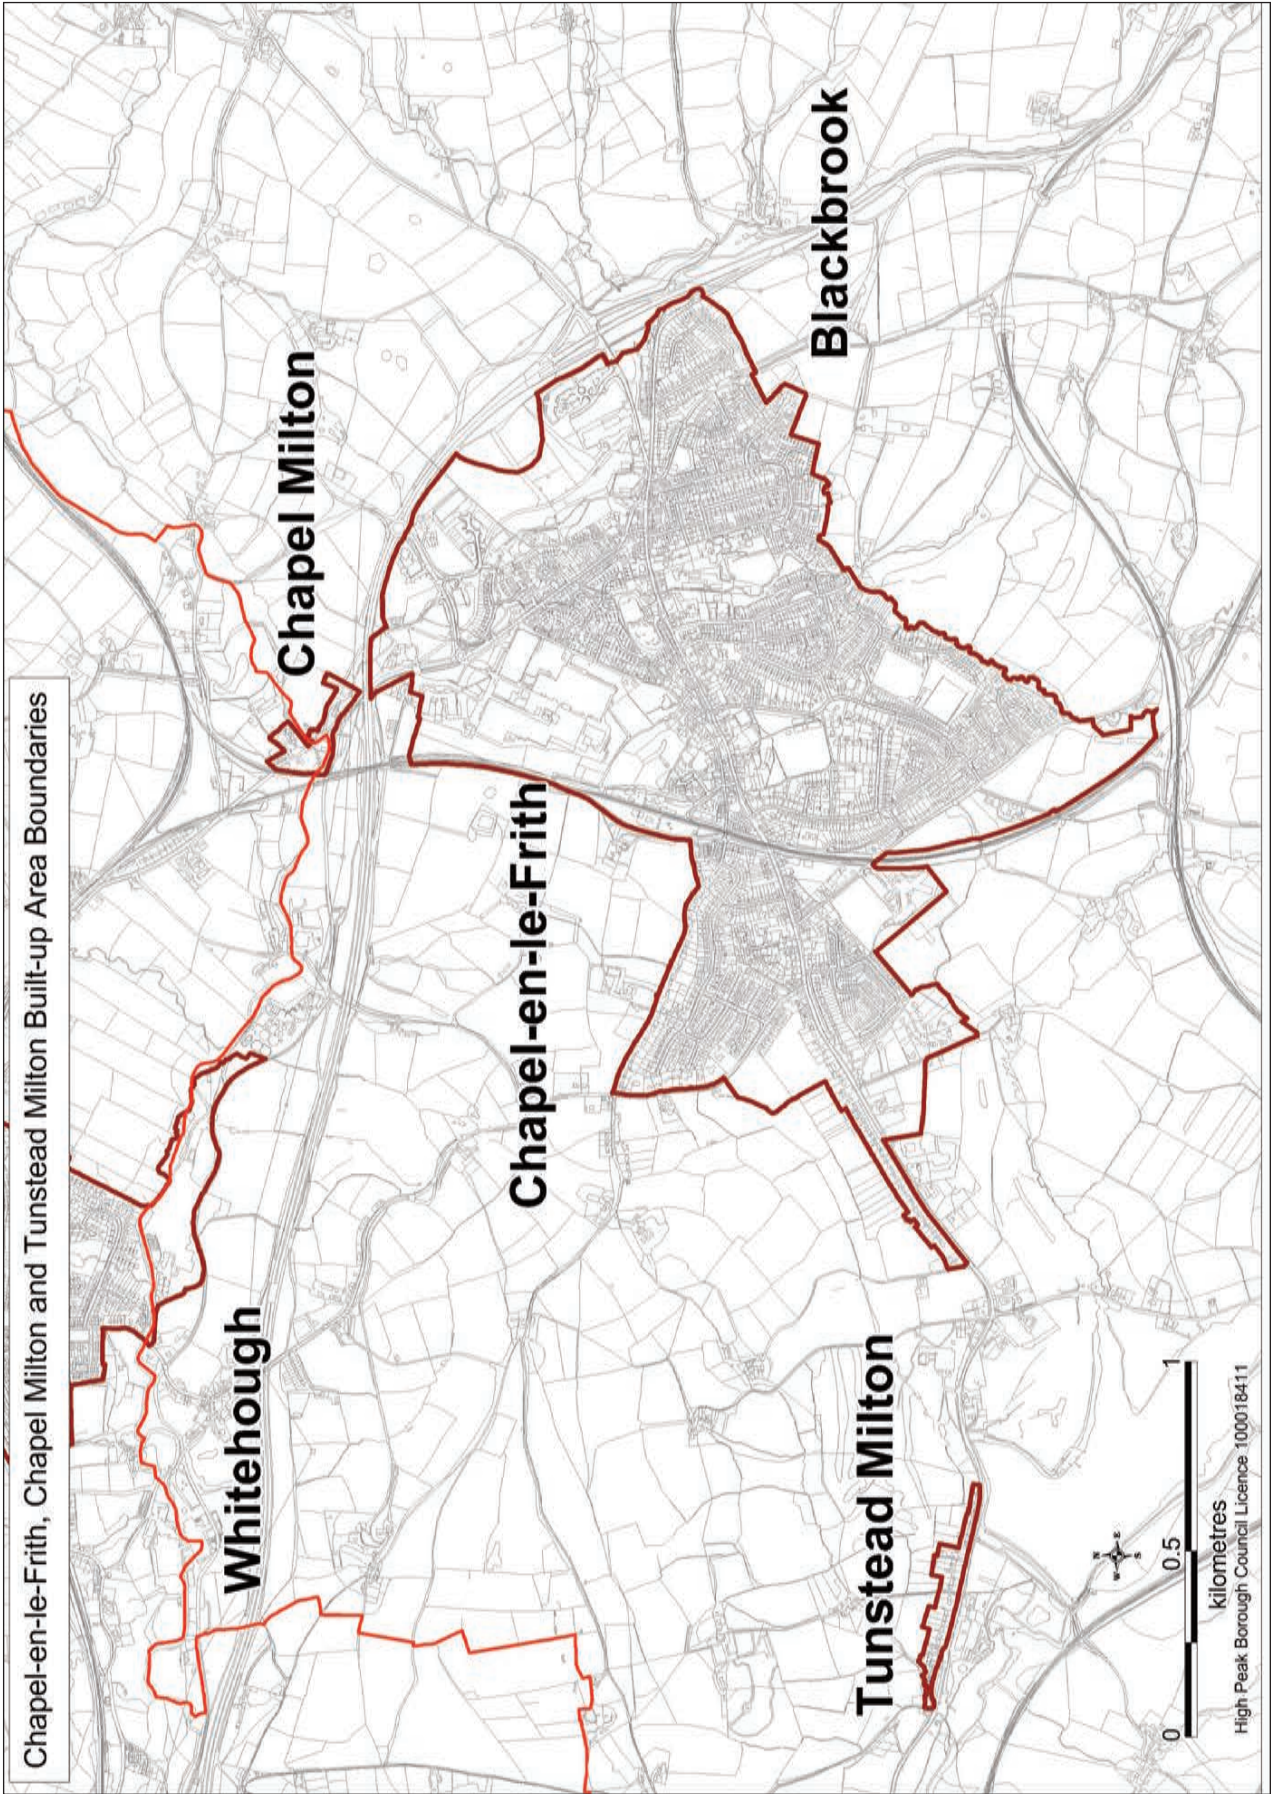 Chapel-en-le-Frith, Chapel Milton and Tunstead Milton Built-up Area Boundaries
Whitehough
Chapel Milton
Chapel-en-le-Frith
Blackbrook
Tunstead Milton
N
W E
S
0 0.5 1
kilometres
High Peak Borough Council Licence 100018411